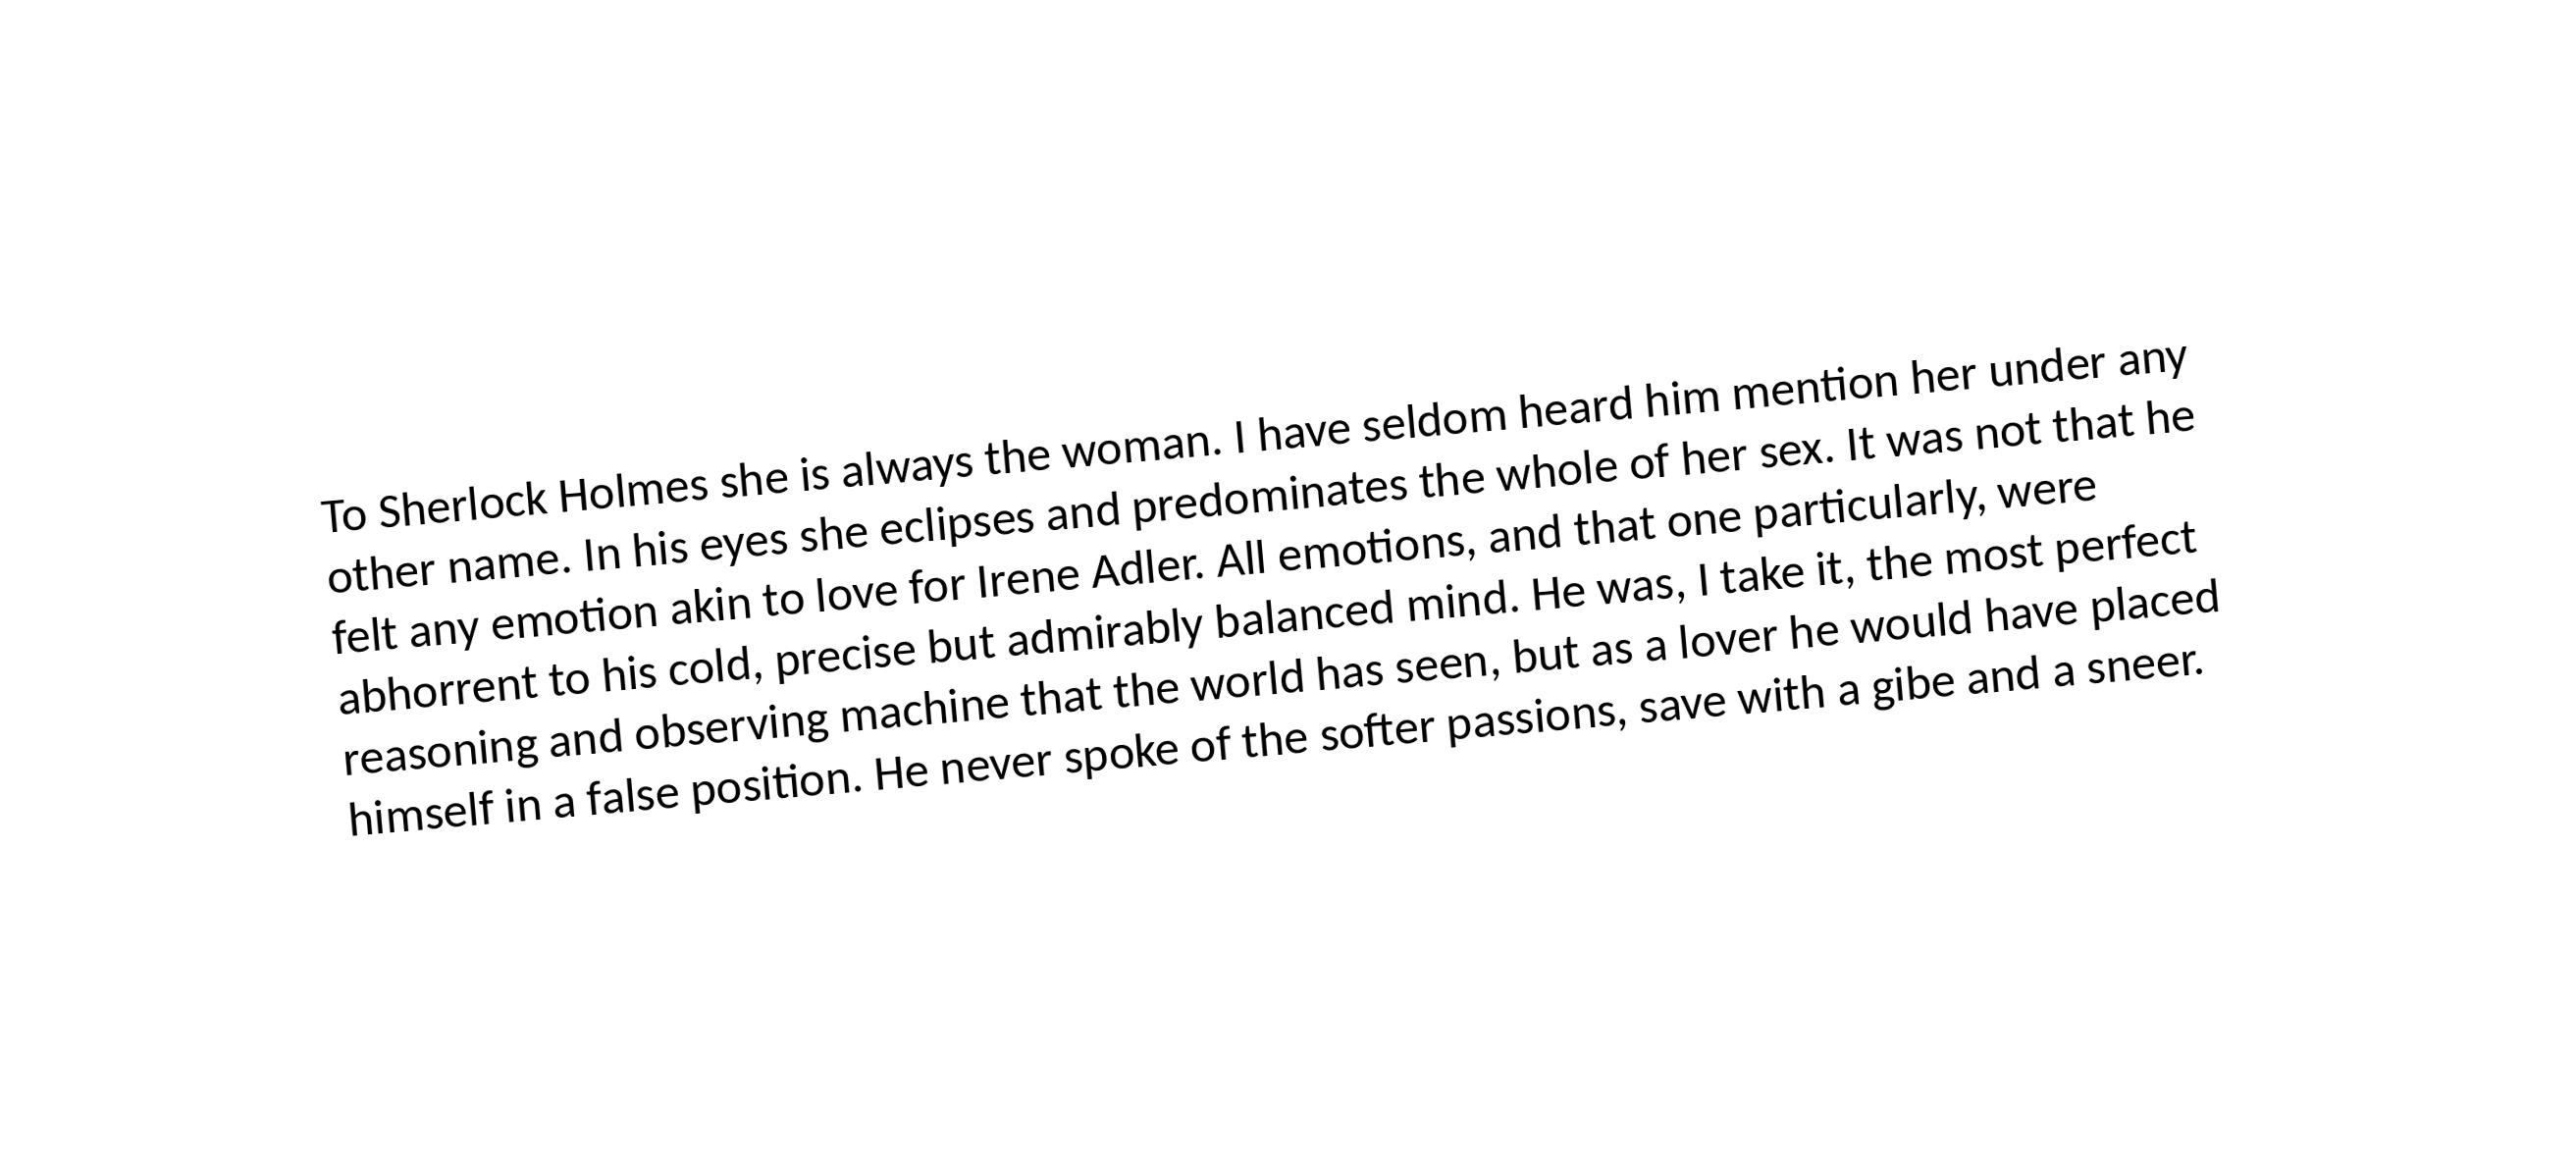 To Sherlock Holmes she is always the woman. I have seldom heard him mention her under any
other name. In his eyes she eclipses and predominates the whole of her sex. It was not that he
felt any emotion akin to love for Irene Adler. All emotions, and that one particularly, were
abhorrent to his cold, precise but admirably balanced mind. He was, I take it, the most perfect
reasoning and observing machine that the world has seen, but as a lover he would have placed
himself in a false position. He never spoke of the softer passions, save with a gibe and a sneer.